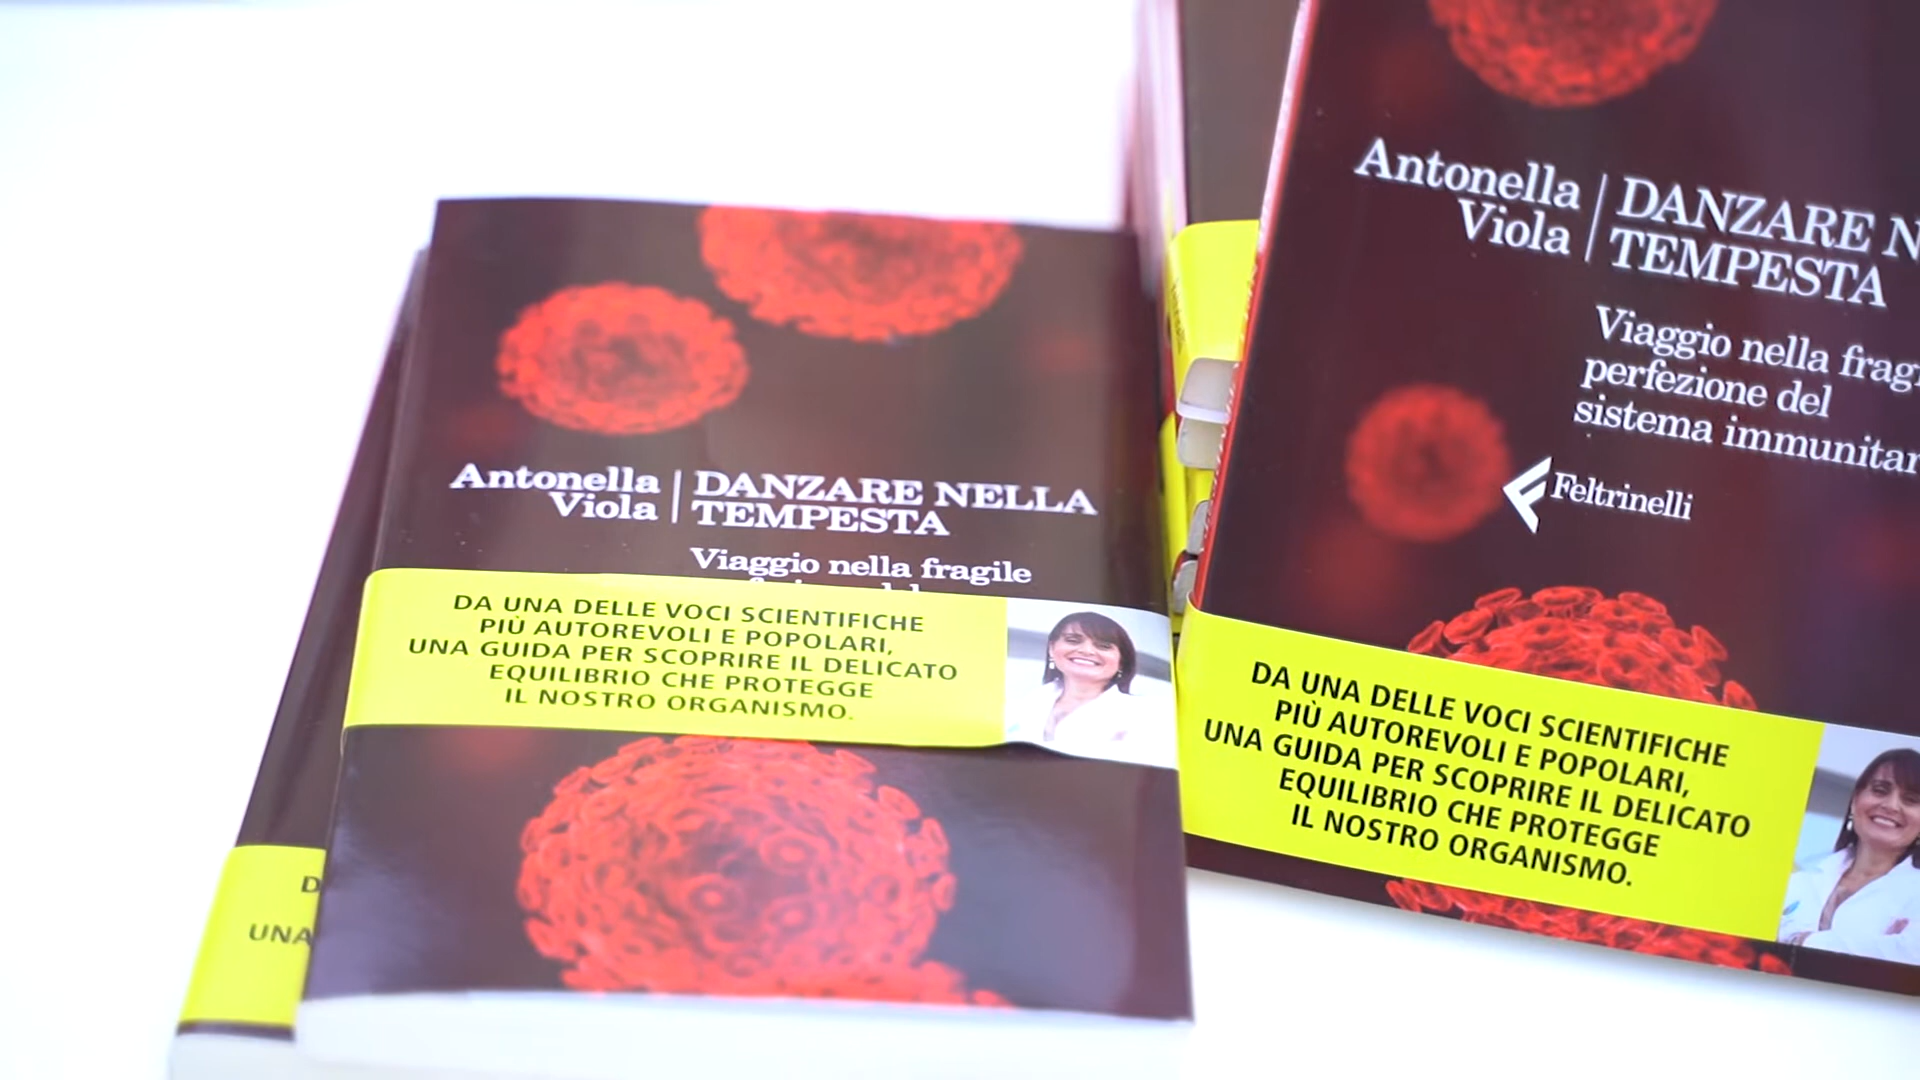 Antonella
Viola
DANZARE NELLA
TEMPESTA
Viaggio nella fragile
DA UNA DELLE VOCI SCIENTIFICHE
PIÙ AUTOREVOLI E POPOLARI,
UNA GUIDA PER SCOPRIRE IL DELICATO
EQUILIBRIO CHE PROTEGGE
IL NOSTRO ORGANISMO.
D
UNA
Antonella
Viola
DANZARE N
TEMPESTA
Viaggio nella frag
perfezione del
sistema immunitar
Feltrinelli
DA UNA DELLE VOCI SCIENTIFICHE
PIÙ AUTOREVOLI E POPOLARI,
UNA GUIDA PER SCOPRIRE IL DELICATO
EQUILIBRIO CHE PROTEGGE
IL NOSTRO ORGANISMO.